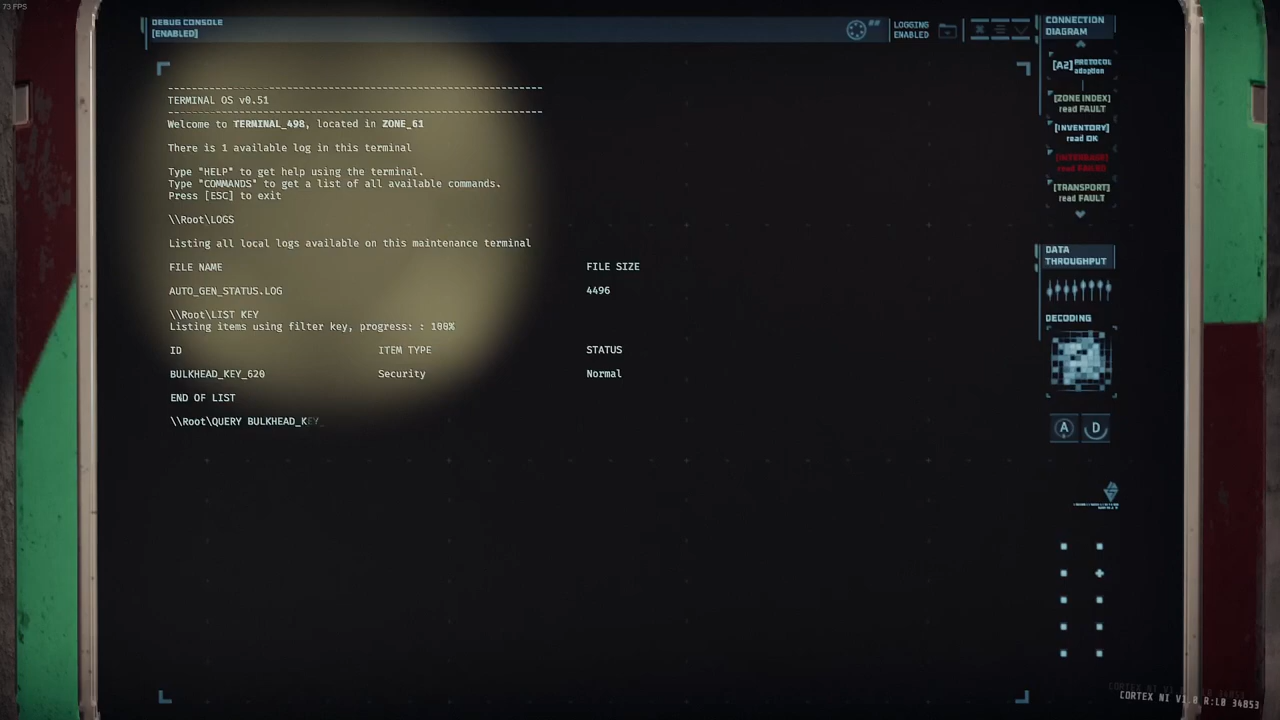 73 FPS
DEBUG CONSOLE
[ENABLED]
LOGGING
ENABLED
------------------------------------------------------------
TERMINAL OS v0.51
------------------------------------------------------------
Welcome to TERMINAL_498, located in ZONE_61
There is 1 available log in this terminal
Type "HELP" to get help using the terminal.
Type "COMMANDS" to get a list of all available commands.
Press [ESC] to exit
\\Root\LOGS
Listing all local logs available on this maintenance terminal
FILE NAME FILE SIZE
AUTO_GEN_STATUS.LOG 4496
\\Root\LIST KEY
Listing items using filter key, progress: : 100%
ID ITEM TYPE STATUS
BULKHEAD_KEY_620 Security Normal
END OF LIST
\\Root\QUERY BULKHEAD_KEY_
CONNECTION
DIAGRAM
[A2] PROTOCOL
adaption
[ZONE INDEX]
read FAULT
[INVENTORY]
read OK
read FAILED
[TRANSPORT]
read FAULT
DATA
THROUGHPUT
DECODING
A D
CORTEX NI V1.0 R:L0 34853